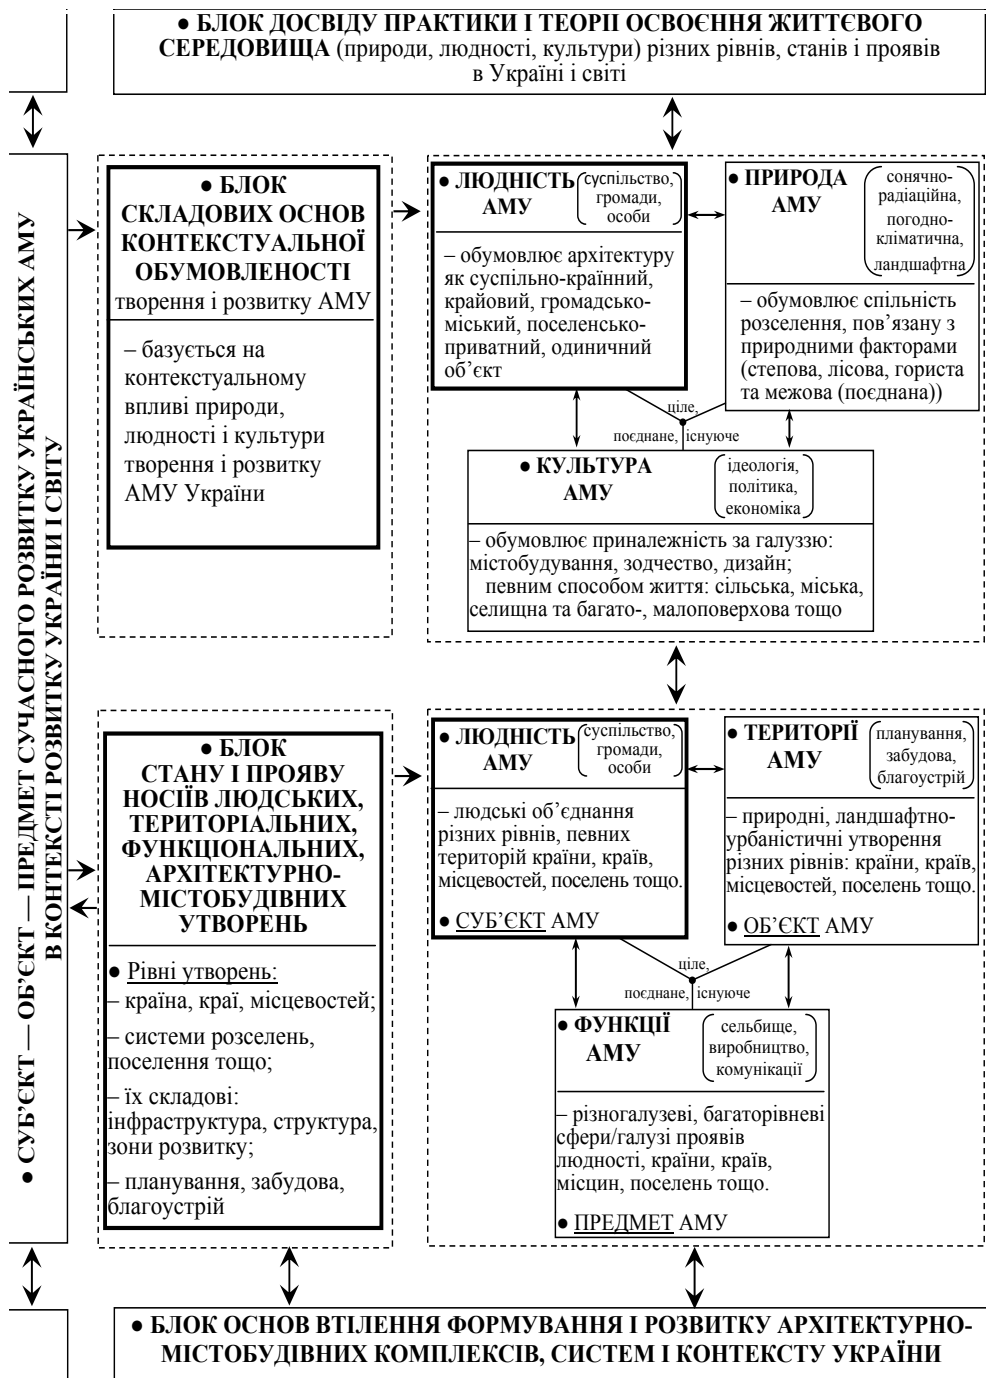 ● БЛОК ДОСВІДУ ПРАКТИКИ І ТЕОРІЇ ОСВОЄННЯ ЖИТТЄВОГО
СЕРЕДОВИЩА (природи, людності, культури) різних рівнів, станів і проявів
в Україні і світі
● СУБ’ЄКТ — ОБ’ЄКТ — ПРЕДМЕТ СУЧАСНОГО РОЗВИТКУ УКРАЇНСЬКИХ АМУ
В КОНТЕКСТІ РОЗВИТКУ УКРАЇНИ І СВІТУ
● БЛОК
СКЛАДОВИХ ОСНОВ
КОНТЕКСТУАЛЬНОЇ
ОБУМОВЛЕНОСТІ
творення і розвитку АМУ
– базується на
контекстуальному
впливі природи,
людності і культури
творення і розвитку
АМУ України
● ЛЮДНІСТЬ
АМУ
суспільство,
громади,
особи
– обумовлює архітектуру
як суспільно-країнний,
крайовий, громадсько-
міський, поселенсько-
приватний, одиничний
об’єкт
● ПРИРОДА
АМУ
сонячно-
радіаційна,
погодно-
кліматична,
ландшафтна
– обумовлює спільність
розселення, пов’язану з
природними факторами
(степова, лісова, гориста
та межова (поєднана))
ціле,
поєднане, існуюче
● КУЛЬТУРА
АМУ
ідеологія,
політика,
економіка
– обумовлює приналежність за галуззю:
містобудування, зодчество, дизайн;
певним способом життя: сільська, міська,
селищна та багато-, малоповерхова тощо
● БЛОК
СТАНУ І ПРОЯВУ
НОСІЇВ ЛЮДСЬКИХ,
ТЕРИТОРІАЛЬНИХ,
ФУНКЦІОНАЛЬНИХ,
АРХІТЕКТУРНО-
МІСТОБУДІВНИХ
УТВОРЕНЬ
● Рівні утворень:
– країна, краї, місцевостей;
– системи розселень,
поселення тощо;
– їх складові:
інфраструктура, структура,
зони розвитку;
– планування, забудова,
благоустрій
● ЛЮДНІСТЬ
АМУ
суспільство,
громади,
особи
– людські об’єднання
різних рівнів, певних
територій країни, країв,
місцевостей, поселень тощо.
● СУБ’ЄКТ АМУ
● ТЕРИТОРІЇ
АМУ
планування,
забудова,
благоустрій
– природні, ландшафтно-
урбаністичні утворення
різних рівнів: країни, країв,
місцевостей, поселень тощо.
● ОБ’ЄКТ АМУ
ціле,
поєднане, існуюче
● ФУНКЦІЇ
АМУ
сельбище,
виробництво,
комунікації
– різногалузеві, багаторівневі
сфери/галузі проявів
людності, країни, країв,
місцин, поселень тощо.
● ПРЕДМЕТ АМУ
● БЛОК ОСНОВ ВТІЛЕННЯ ФОРМУВАННЯ І РОЗВИТКУ АРХІТЕКТУРНО-
МІСТОБУДІВНИХ КОМПЛЕКСІВ, СИСТЕМ І КОНТЕКСТУ УКРАЇНИ